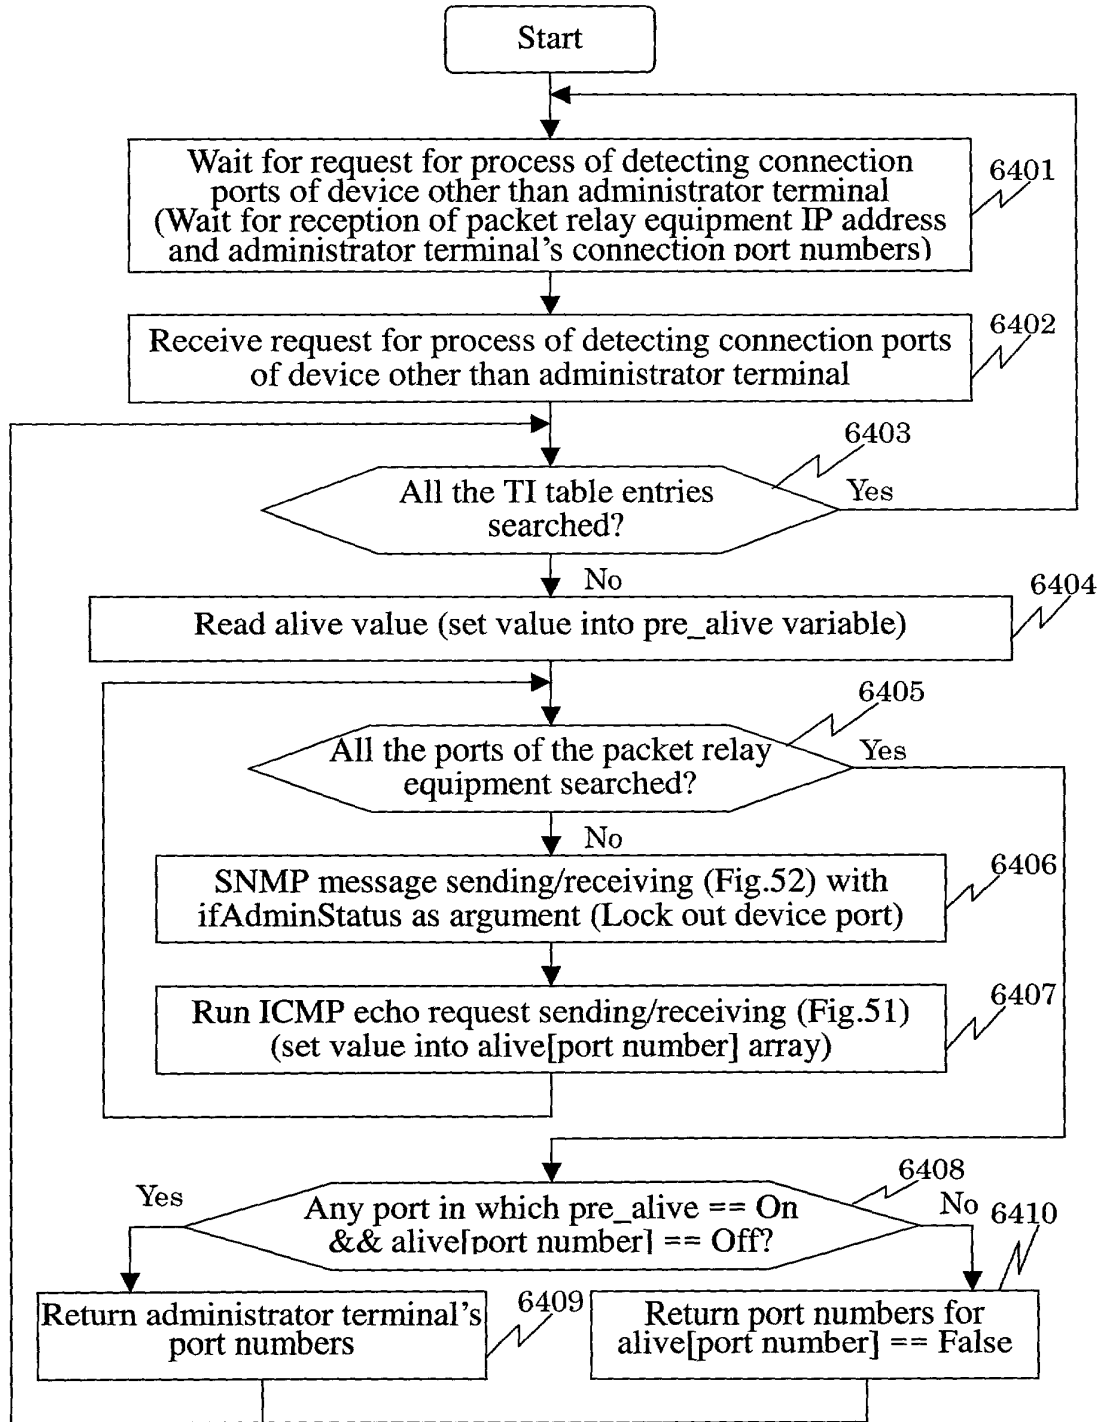 Start
Wait for request for process of detecting connection
ports of device other than administrator terminal
(Wait for reception of packet relay equipment IP address
and administrator terminal's connection port numbers)
6401
Receive request for process of detecting connection ports
of device other than administrator terminal
6402
All the TI table entries
searched?
6403
Yes
No
Read alive value (set value into pre_alive variable)
6404
All the ports of the packet relay
equipment searched?
6405
Yes
No
SNMP message sending/receiving (Fig.52) with
ifAdminStatus as argument (Lock out device port)
6406
Run ICMP echo request sending/receiving (Fig.51)
(set value into alive[port number] array)
6407
Any port in which pre_alive == On
&& alive[port number] == Off?
6408
Yes
No
Return administrator terminal's
port numbers
6409
Return port numbers for
alive[port number] == False
6410